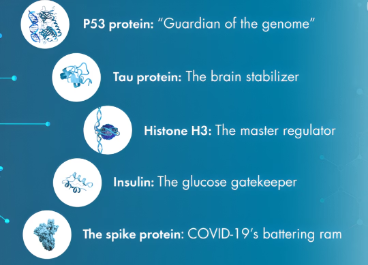 P53 protein: “Guardian of the genome”
Tau protein: The brain stabilizer
Histone H3: The master regulator
Insulin: The glucose gatekeeper
The spike protein: COVID-19’s battering ram